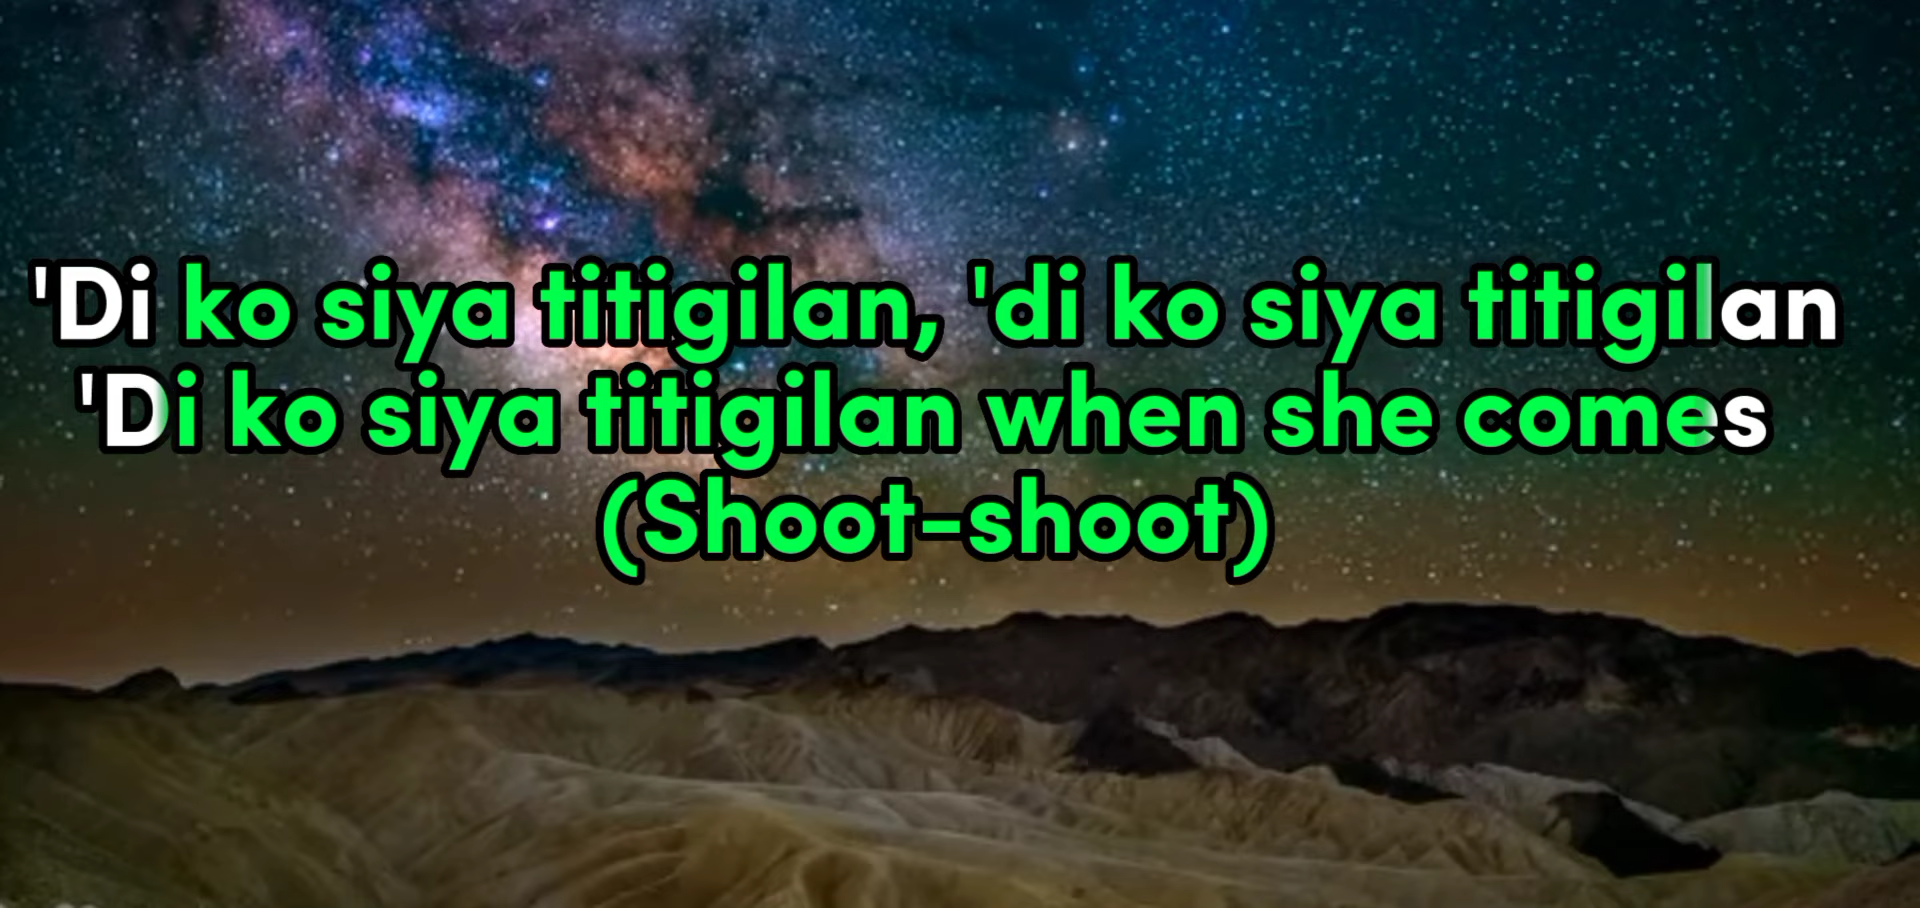 'Di ko siya titigilan, 'di ko siya titigilan
'Di ko siya titigilan when she comes
(Shoot-shoot)